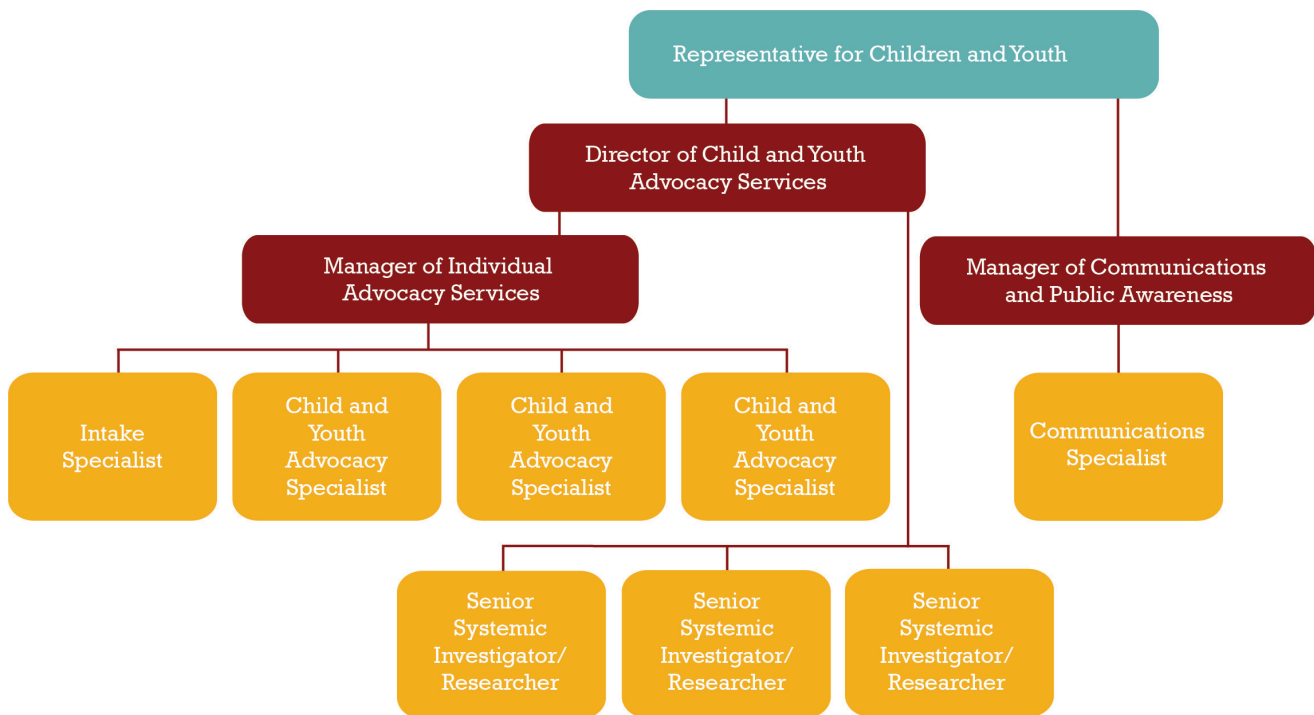 Representative for Children and Youth
Director of Child and Youth
Advocacy Services
Manager of Individual
Advocacy Services
Manager of Communications
and Public Awareness
Intake
Specialist
Child and
Youth
Advocacy
Specialist
Child and
Youth
Advocacy
Specialist
Child and
Youth
Advocacy
Specialist
Communications
Specialist
Senior
Systemic
Investigator/
Researcher
Senior
Systemic
Investigator/
Researcher
Senior
Systemic
Investigator/
Researcher